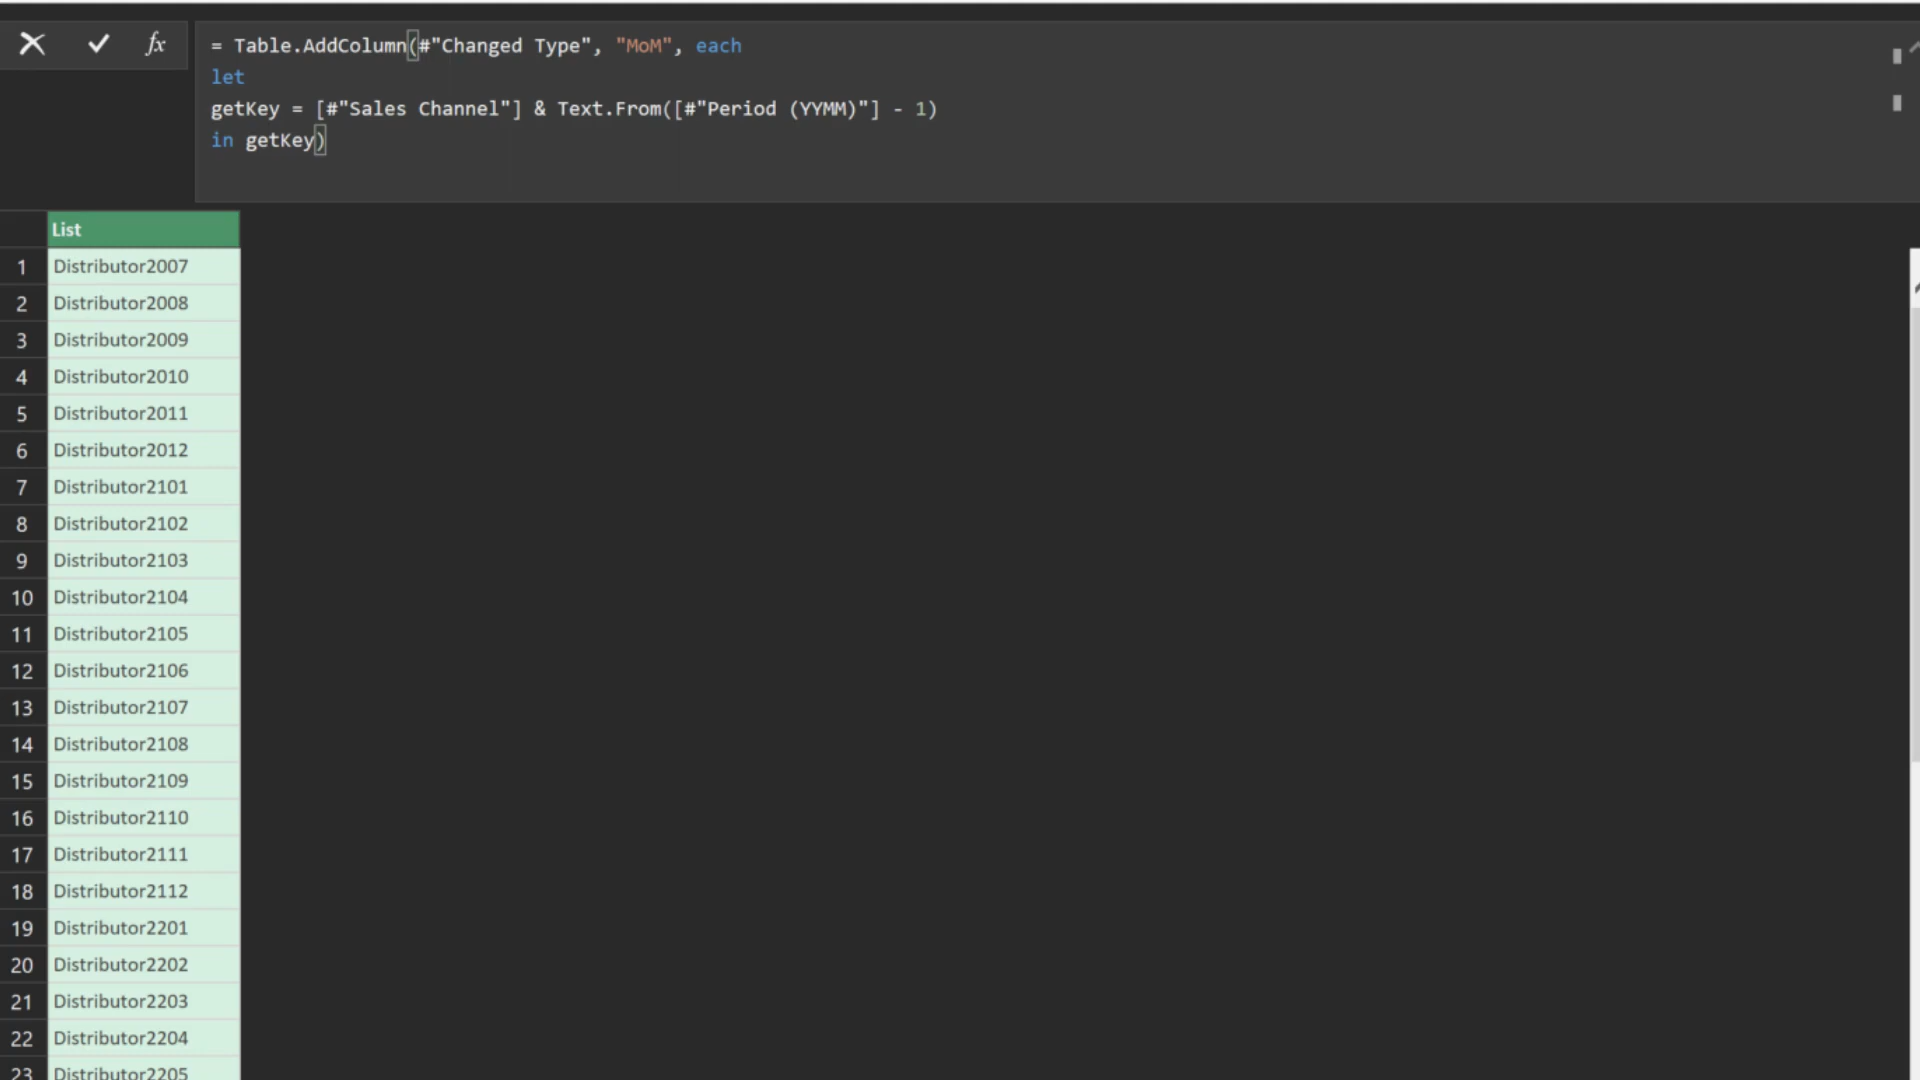 fx = Table.AddColumn(#"Changed Type", "MoM", each
let
getKey = [#"Sales Channel"] & Text.From([#"Period (YYMM)"] - 1)
in getKey)
List
1 Distributor2007
2 Distributor2008
3 Distributor2009
4 Distributor2010
5 Distributor2011
6 Distributor2012
7 Distributor2101
8 Distributor2102
9 Distributor2103
10 Distributor2104
11 Distributor2105
12 Distributor2106
13 Distributor2107
14 Distributor2108
15 Distributor2109
16 Distributor2110
17 Distributor2111
18 Distributor2112
19 Distributor2201
20 Distributor2202
21 Distributor2203
22 Distributor2204
23 Distributor2205